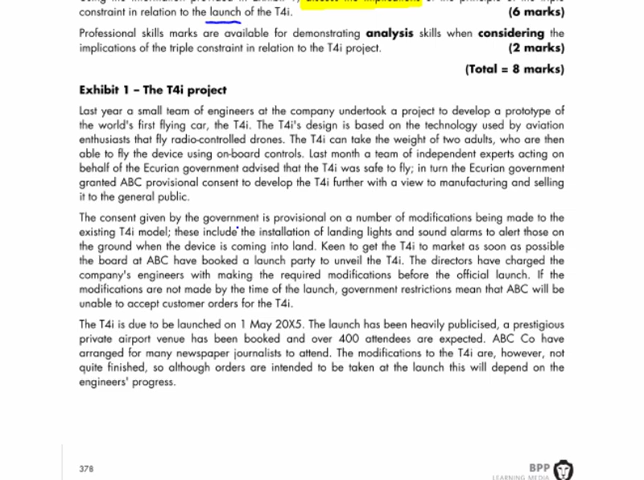 constraint in relation to the launch of the T4i. (6 marks)
Professional skills marks are available for demonstrating analysis skills when considering the
implications of the triple constraint in relation to the T4i project. (2 marks)
(Total = 8 marks)
Exhibit 1 – The T4i project
Last year a small team of engineers at the company undertook a project to develop a prototype of
the world's first flying car, the T4i. The T4i's design is based on the technology used by aviation
enthusiasts that fly radio-controlled drones. The T4i can take the weight of two adults, who are then
able to fly the device using on-board controls. Last month a team of independent experts acting on
behalf of the Ecurian government advised that the T4i was safe to fly; in turn the Ecurian government
granted ABC provisional consent to develop the T4i further with a view to manufacturing and selling
it to the general public.
The consent given by the government is provisional on a number of modifications being made to the
existing T4i model; these include the installation of landing lights and sound alarms to alert those on
the ground when the device is coming into land. Keen to get the T4i to market as soon as possible
the board at ABC have booked a launch party to unveil the T4i. The directors have charged the
company's engineers with making the required modifications before the official launch. If the
modifications are not made by the time of the launch, government restrictions mean that ABC will be
unable to accept customer orders for the T4i.
The T4i is due to be launched on 1 May 20X5. The launch has been heavily publicised, a prestigious
private airport venue has been booked and over 400 attendees are expected. ABC Co have
arranged for many newspaper journalists to attend. The modifications to the T4i are, however, not
quite finished, so although orders are intended to be taken at the launch this will depend on the
engineers' progress.
378
BPP
LEARNING MEDIA